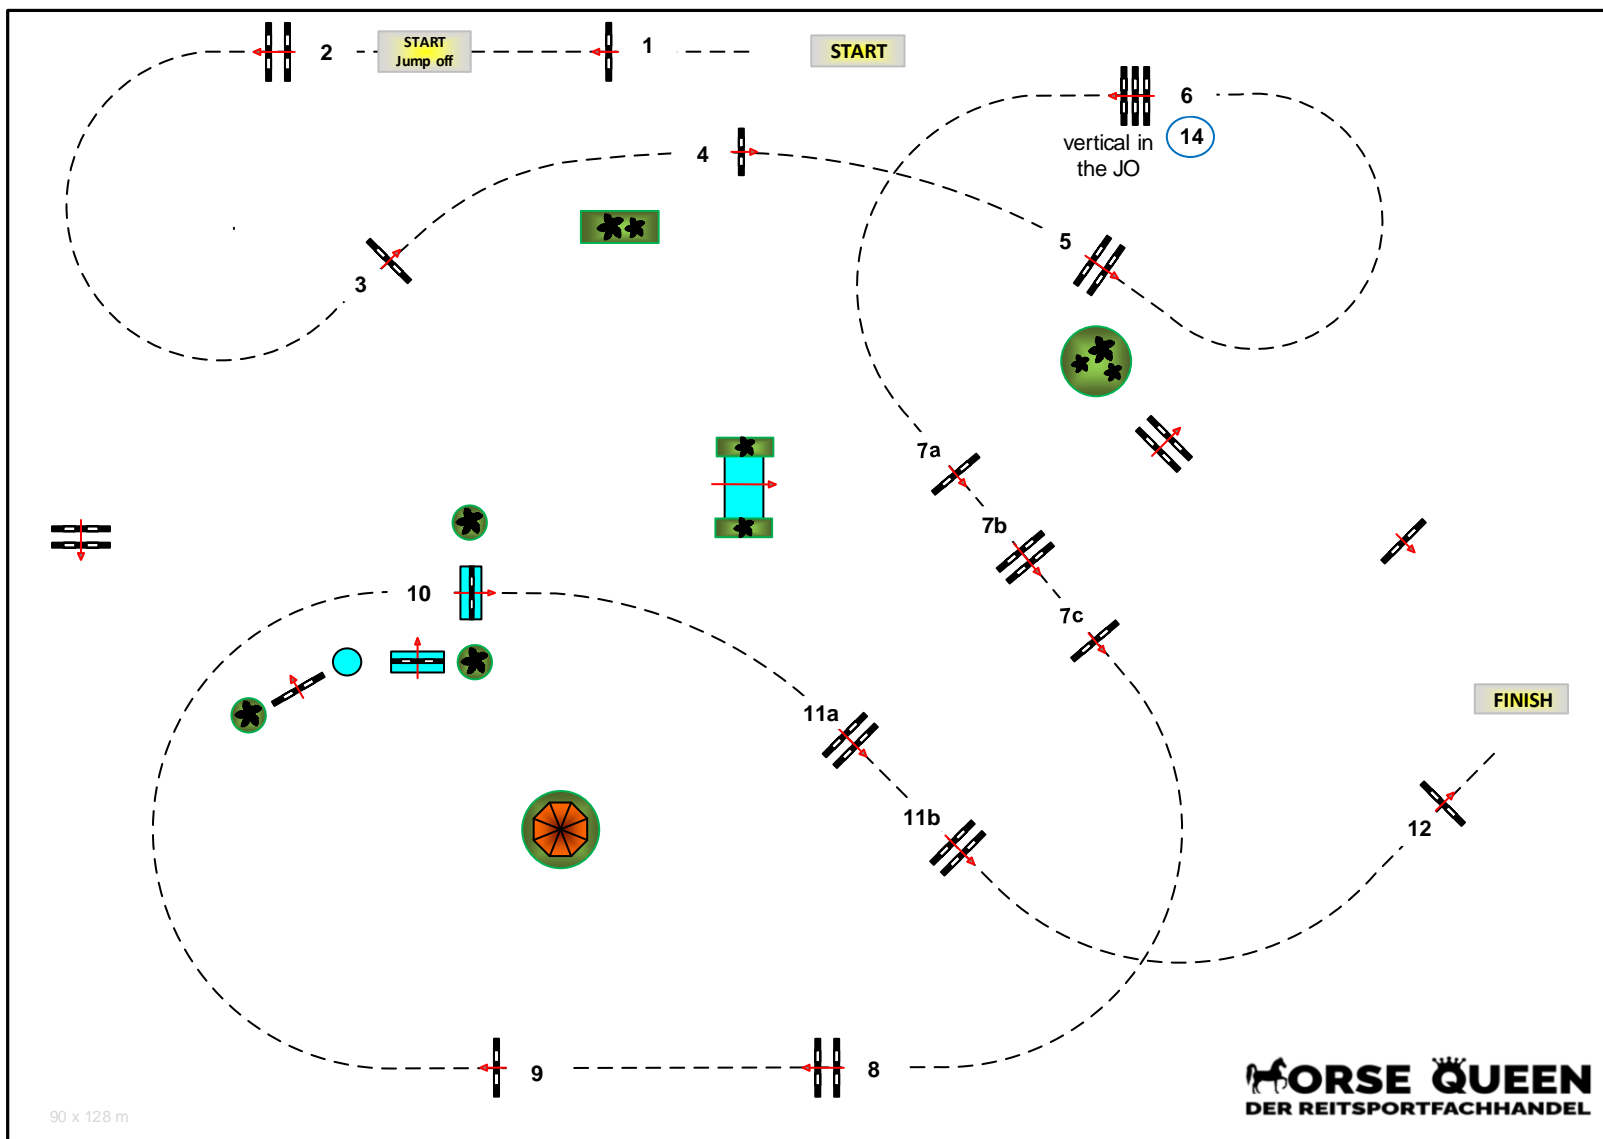 2
START
Jump off
1
START
6
14
vertical in
the JO
4
5
3
7a
7b
10
7c
FINISH
11a
11b
12
9
8
HORSE QUEEN
DER REITSPORTFACHHANDEL
90 x 128 m